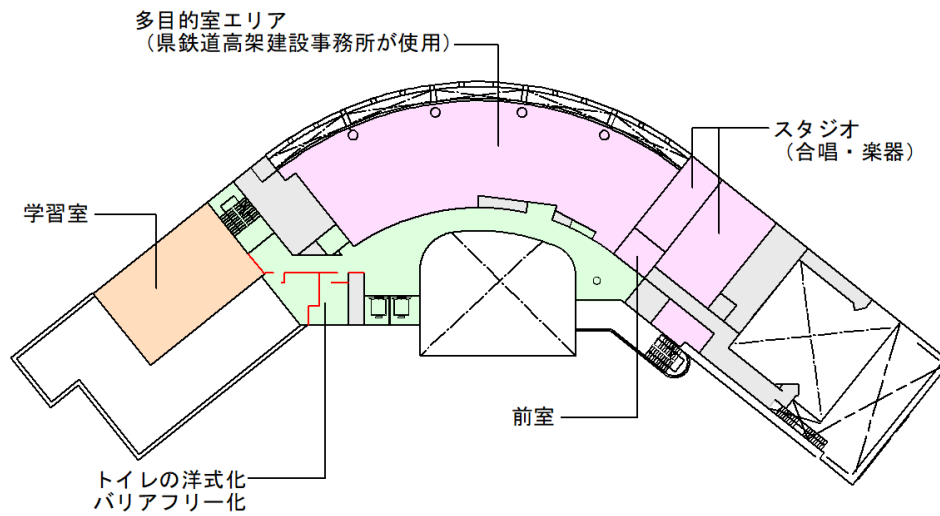 多目的室エリア
（県鉄道高架建設事務所が使用）
スタジオ
（合唱・楽器）
学習室
前室
トイレの洋式化
バリアフリー化